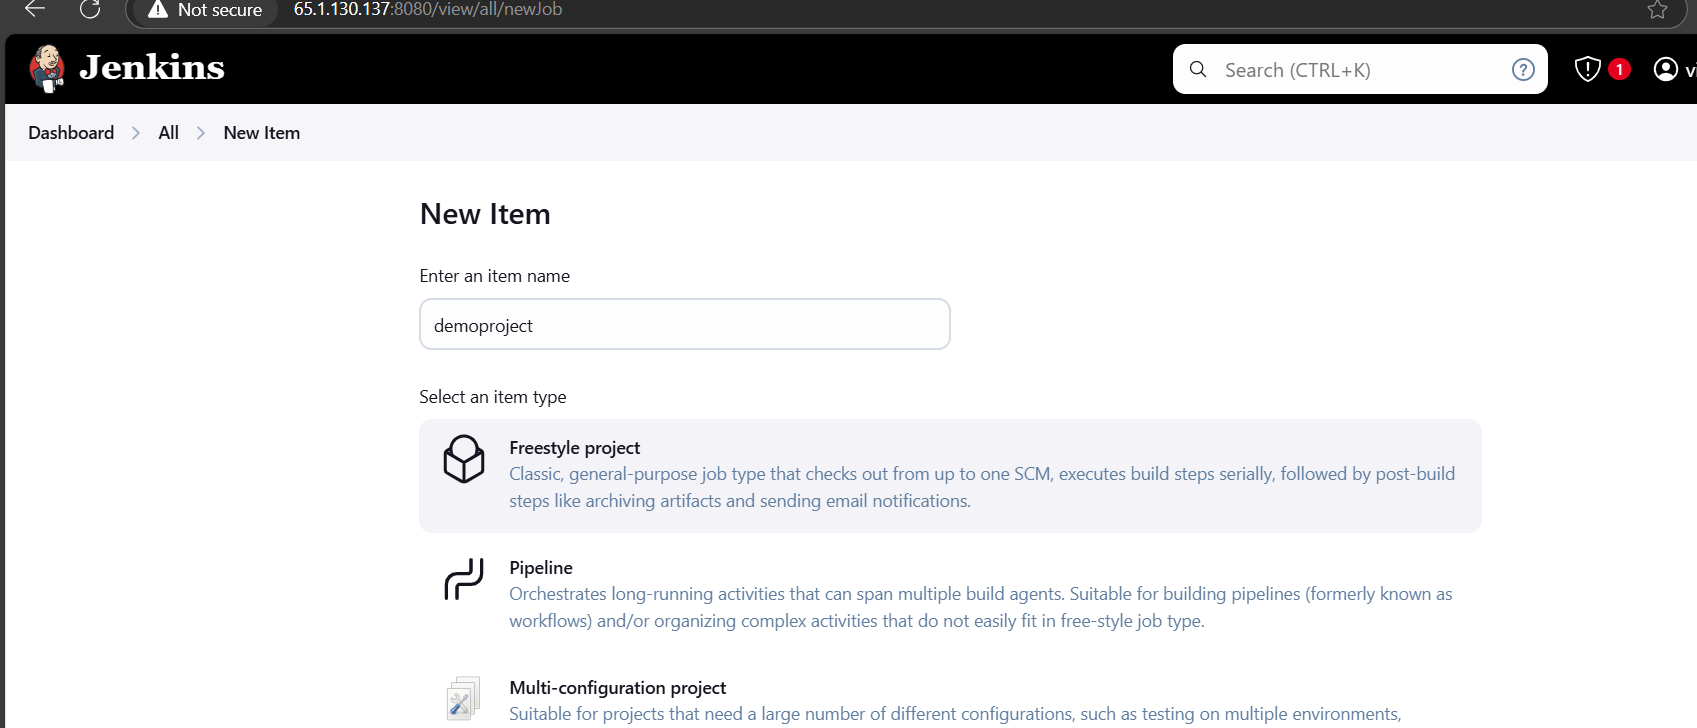 Not secure 65.1.130.137:8080/view/all/newJob
Jenkins
Search (CTRL+K)
?
1
Dashboard > All > New Item
New Item
Enter an item name
demoproject
Select an item type
Freestyle project
Classic, general-purpose job type that checks out from up to one SCM, executes build steps serially, followed by post-build
steps like archiving artifacts and sending email notifications.
Pipeline
Orchestrates long-running activities that can span multiple build agents. Suitable for building pipelines (formerly known as
workflows) and/or organizing complex activities that do not easily fit in free-style job type.
Multi-configuration project
Suitable for projects that need a large number of different configurations, such as testing on multiple environments,